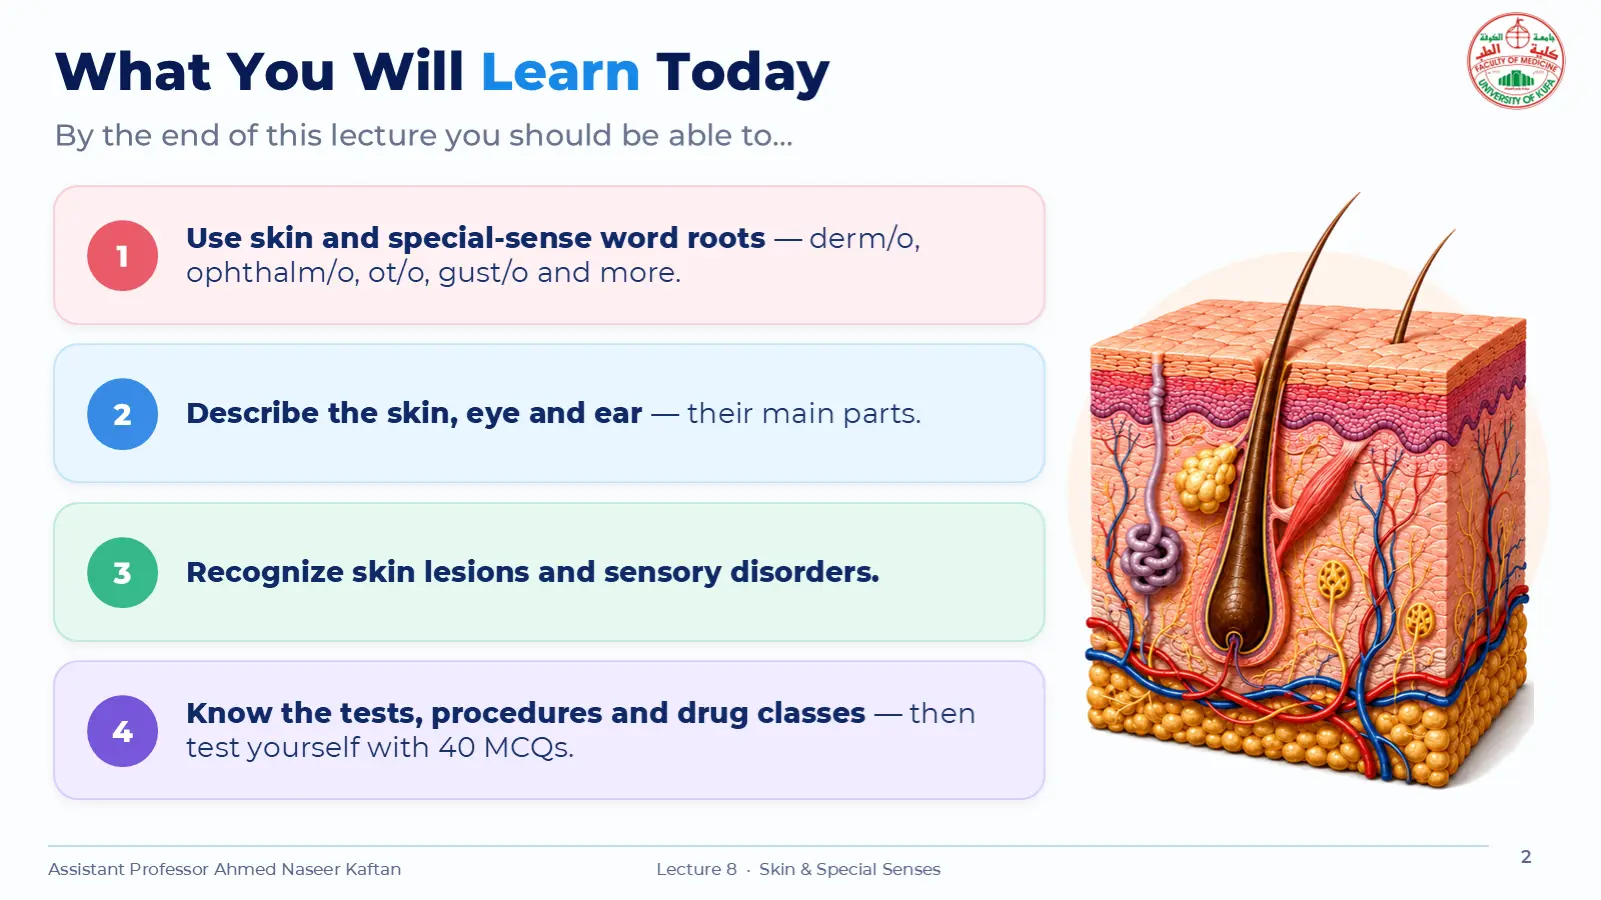 What You Will Learn Today
By the end of this lecture you should be able to...
1
Use skin and special-sense word roots — derm/o,
ophthalm/o, ot/o, gust/o and more.
2
Describe the skin, eye and ear — their main parts.
3
Recognize skin lesions and sensory disorders.
4
Know the tests, procedures and drug classes — then
test yourself with 40 MCQs.
جامعة الكوفة
كلية الطب
FACULTY OF MEDICINE
UNIVERSITY OF KUFA
Assistant Professor Ahmed Naseer Kaftan
Lecture 8 · Skin & Special Senses
2